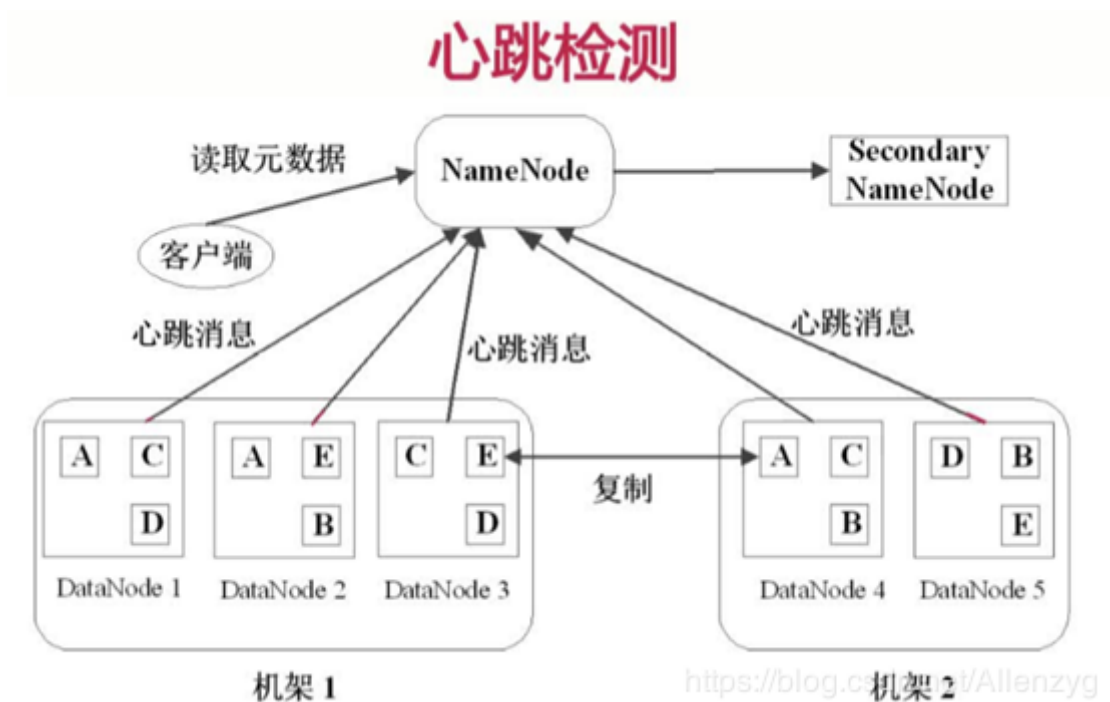 心跳检测
读取元数据
NameNode
Secondary
NameNode
客户端
心跳消息
心跳消息
心跳消息
A C
D
A E
B
C E
D
复制
A C
B
D B
E
DataNode 1
DataNode 2
DataNode 3
DataNode 4
DataNode 5
机架 1
机架 2